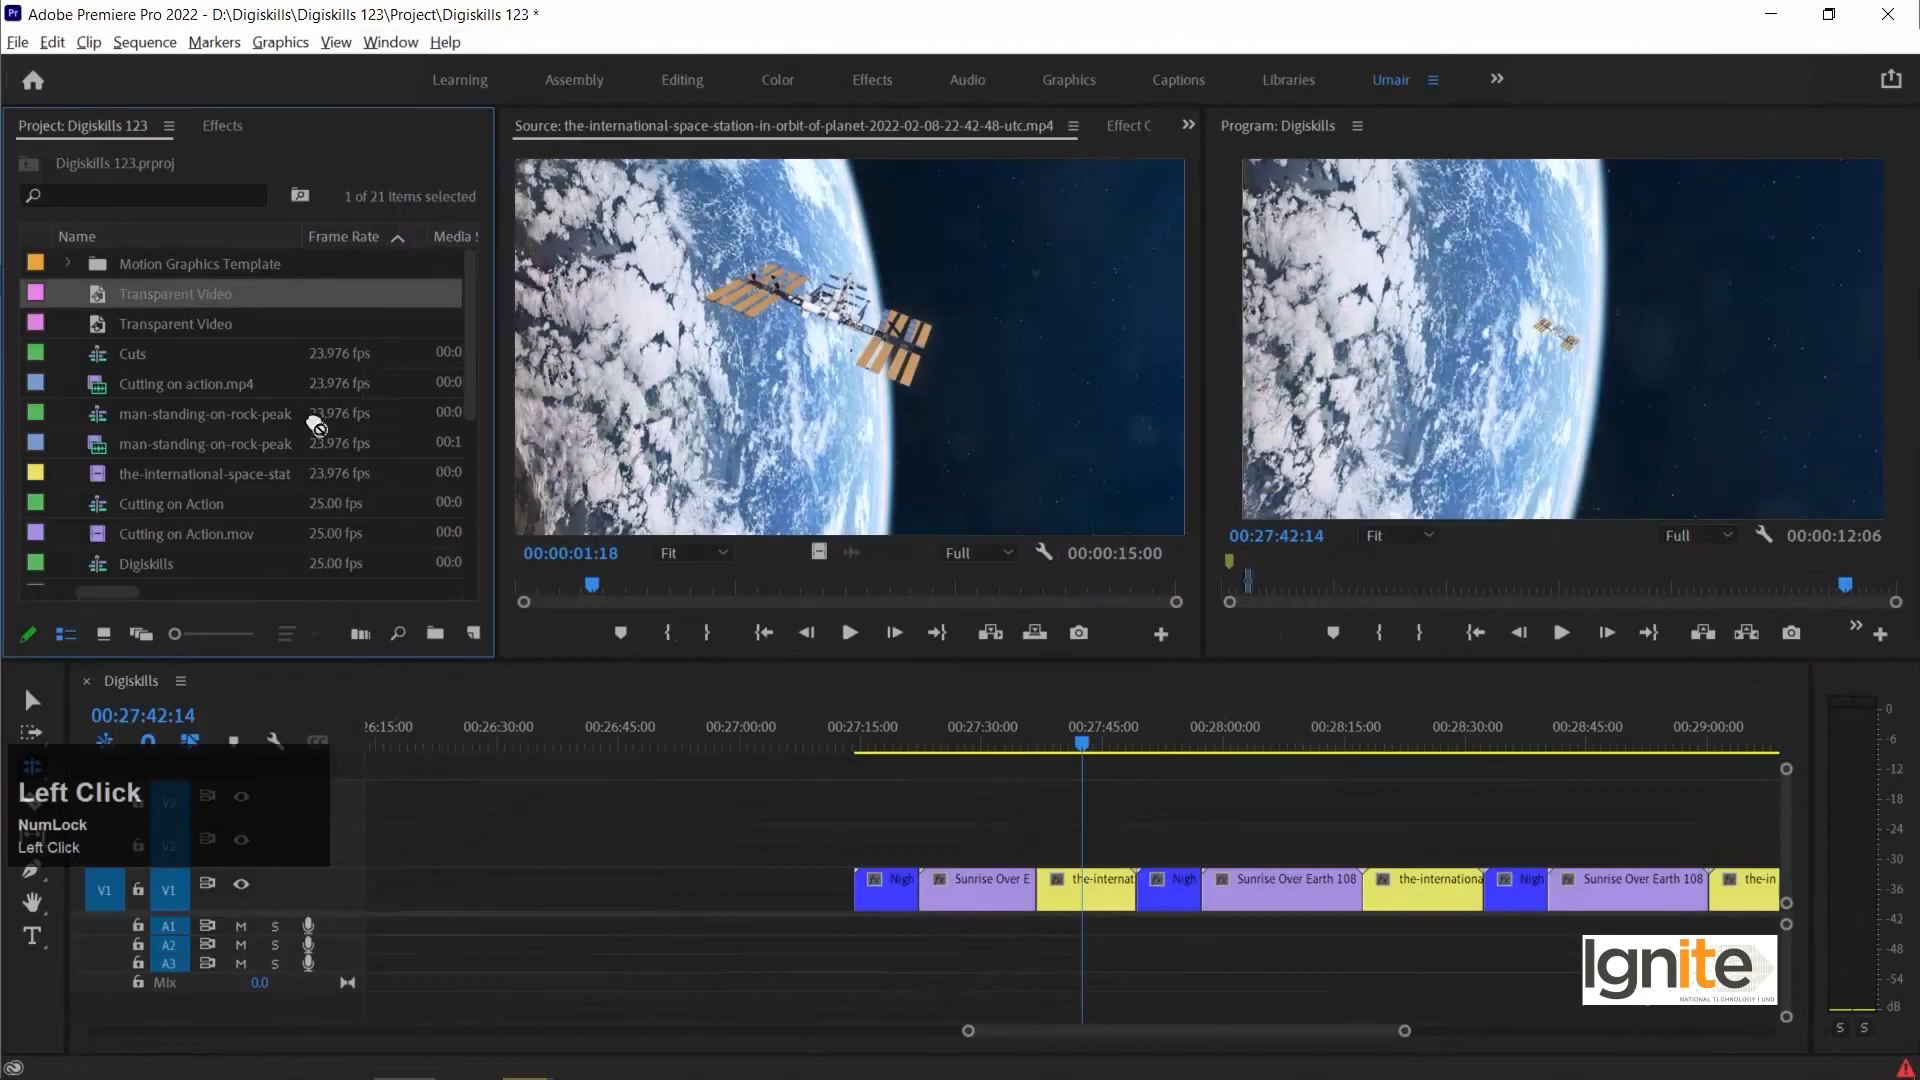 Adobe Premiere Pro 2022 - D:\Digiskills\Digiskills 123\Project\Digiskills 123 *
File Edit Clip Sequence Markers Graphics View Window Help
Learning Assembly Editing Color Effects Audio Graphics Captions Libraries Umair
Project: Digiskills 123 Effects
Source: the-international-space-station-in-orbit-of-planet-2022-02-08-22-42-48-utc.mp4 Effect C
Program: Digiskills
Digiskills 123.prproj
1 of 21 items selected
Name Frame Rate Media
Motion Graphics Template
Transparent Video
Transparent Video
Cuts 23.976 fps 00:0
Cutting on action.mp4 23.976 fps 00:0
man-standing-on-rock-peak 23.976 fps 00:0
man-standing-on-rock-peak 23.976 fps 00:1
the-international-space-stat 23.976 fps 00:0
Cutting on Action 25.00 fps 00:0
Cutting on Action.mov 25.00 fps 00:0
Digiskills 25.00 fps 00:0
00:00:01:18 Fit Full 00:00:15:00
00:27:42:14 Fit Full 00:00:12:06
Digiskills
00:27:42:14
26:15:00 00:26:30:00 00:26:45:00 00:27:00:00 00:27:15:00 00:27:30:00 00:27:45:00 00:28:00:00 00:28:15:00 00:28:30:00 00:28:45:00 00:29:00:00
Left Click
NumLock
Left Click
V3
V1 V1
Nigh Sunrise Over E the-internat Nigh Sunrise Over Earth 108 the-internationa Nigh Sunrise Over Earth 108 the-in
A1 M S
A2 M S
A3 M S
Mix 0.0
0
-6
-12
-18
-24
-30
-36
-42
-48
-54
dB
S S
Ignite
T